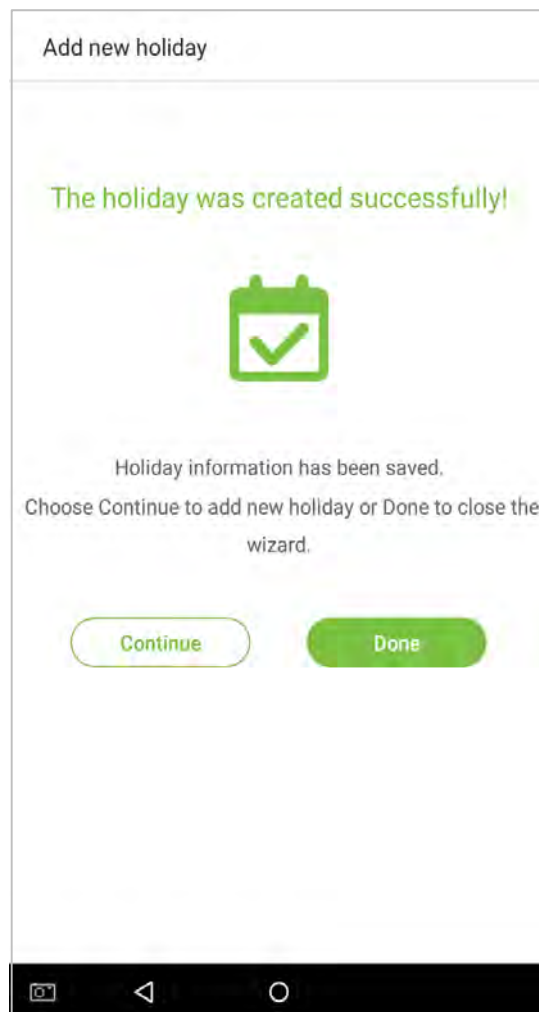 Add new holiday
The holiday was created successfully!
Holiday information has been saved.
Choose Continue to add new holiday or Done to close the
wizard.
Continue Done